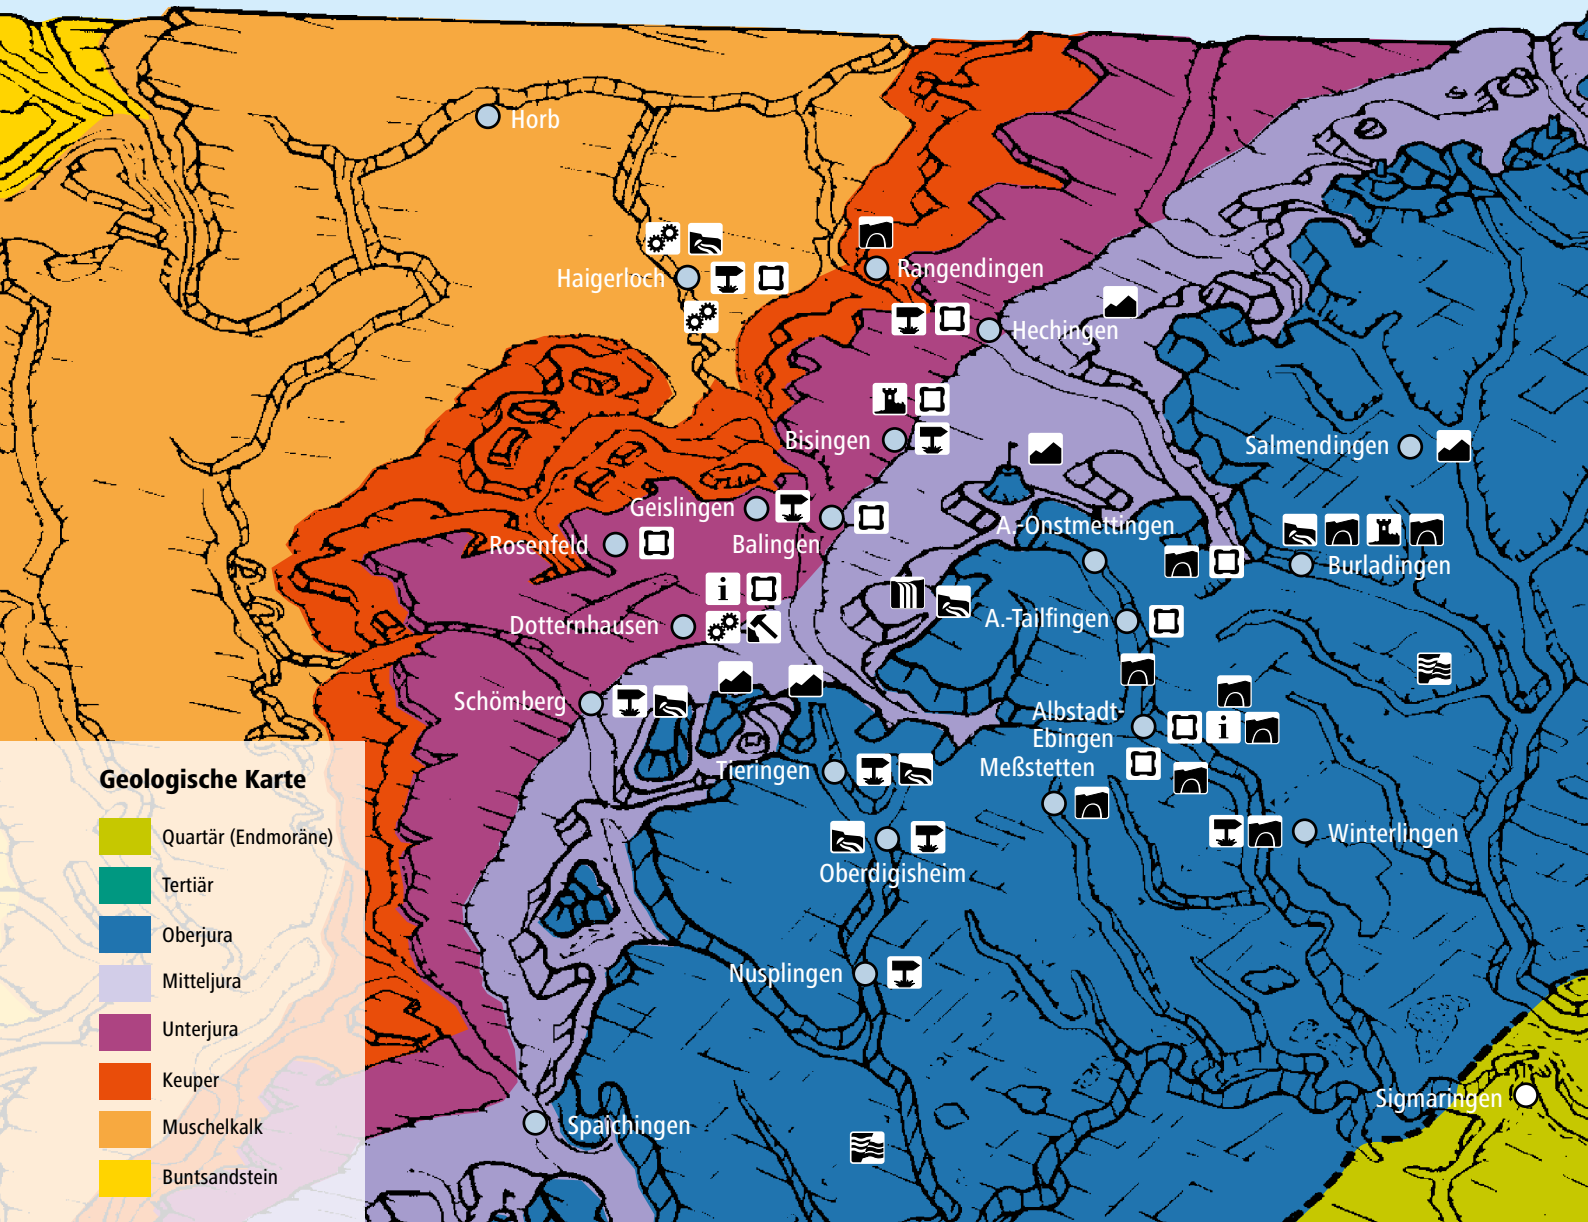 Horb
Haigerloch
Rangendingen
Hechingen
Bisingen
Salmendingen
Geislingen
Balingen
A.-Onstmettingen
Rosenfeld
Burladingen
i
Dotternhausen
A.-Tailfingen
Schömberg
Albstadt-
Ebingen
i
Tieringen
Meßstetten
Winterlingen
Oberdigisheim
Nusplingen
Sigmaringen
Spaichingen
Geologische Karte
Quartär (Endmoräne)
Tertiär
Oberjura
Mitteljura
Unterjura
Keuper
Muschelkalk
Buntsandstein